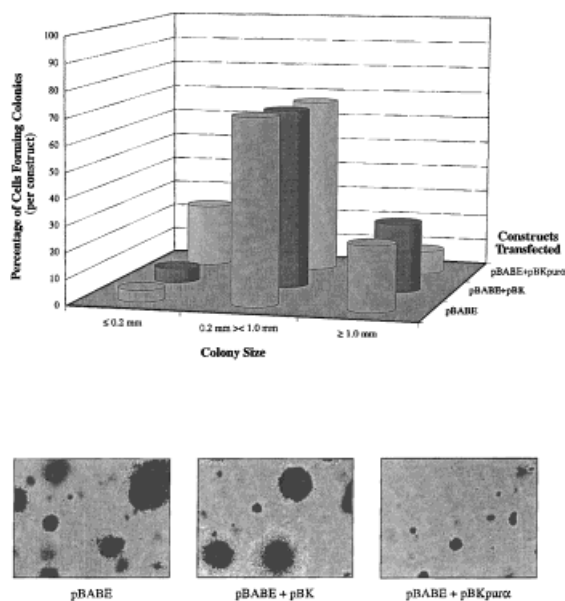 100
90
80
70
60
50
40
30
20
10
0
Percentage of Cells Forming Colonies
(per construct)
Constructs
Transfected
pBABE+pBKpurα
pBABE+pBK
pBABE
≤ 0.2 mm
0.2 mm >< 1.0 mm
≥ 1.0 mm
Colony Size
pBABE
pBABE + pBK
pBABE + pBKpurα